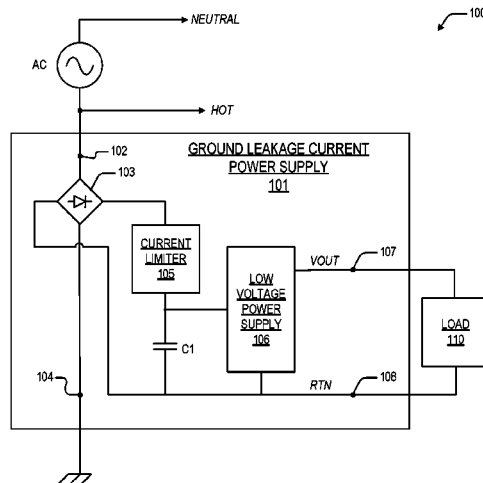 NEUTRAL
100
AC
HOT
102
GROUND LEAKAGE CURRENT
POWER SUPPLY
101
103
CURRENT
LIMITER
105
LOW
VOLTAGE
POWER
SUPPLY
106
VOUT
107
C1
LOAD
110
104
RTN
108